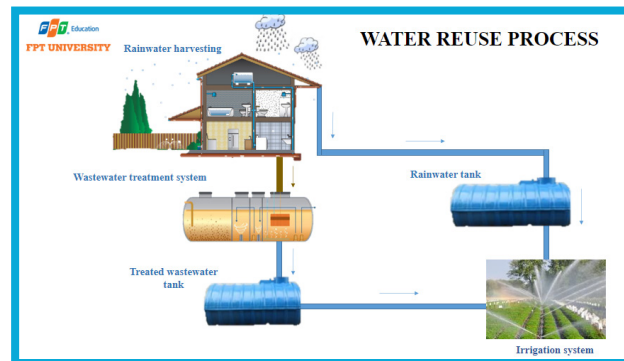 FPT Education
FPT UNIVERSITY
Rainwater harvesting
WATER REUSE PROCESS
Wastewater treatment system
Rainwater tank
Treated wastewater
tank
Irrigation system